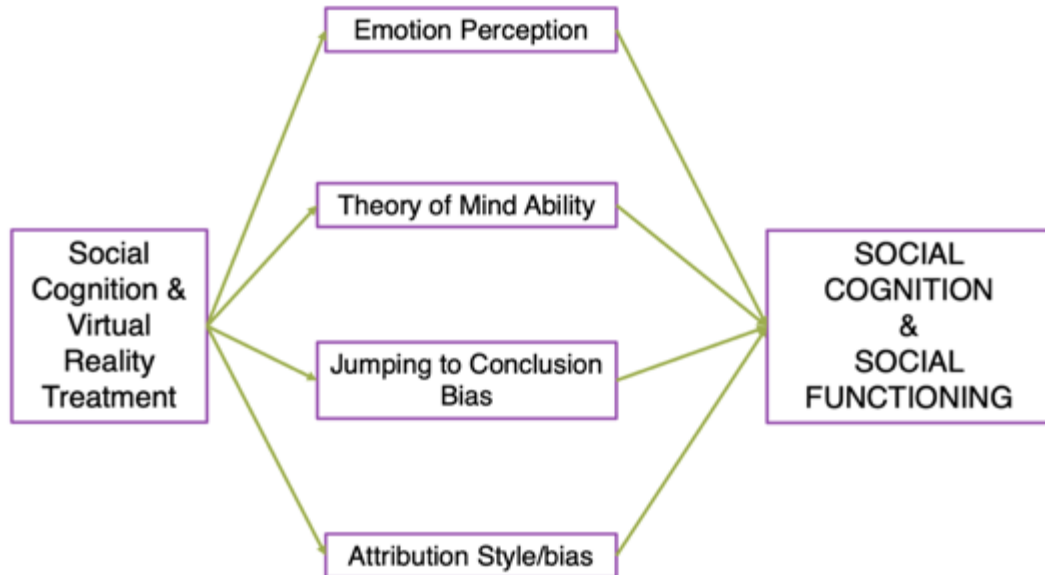 Emotion Perception
Theory of Mind Ability
Social
Cognition &
Virtual
Reality
Treatment
Jumping to Conclusion
Bias
Attribution Style/bias
SOCIAL
COGNITION
&
SOCIAL
FUNCTIONING